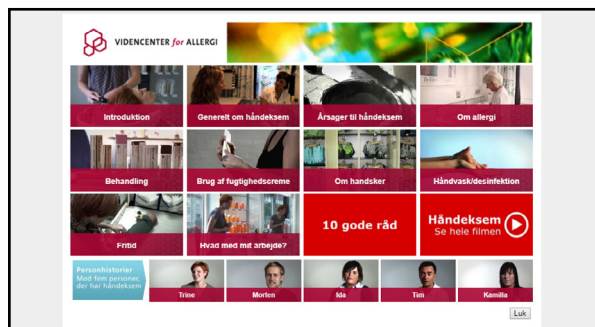 VIDENCENTER for ALLERGI
Introduktion
Generelt om håndeksem
Årsager til håndeksem
Om allergi
Behandling
Brug af fugtighedscreme
Om handsker
Håndvask/desinfektion
Fritid
Hvad med mit arbejde?
10 gode råd
Håndeksem
Se hele filmen
Personhistorier
Mød fem personer,
der har håndeksem
Trine
Morten
Ida
Tim
Kamilla
Luk